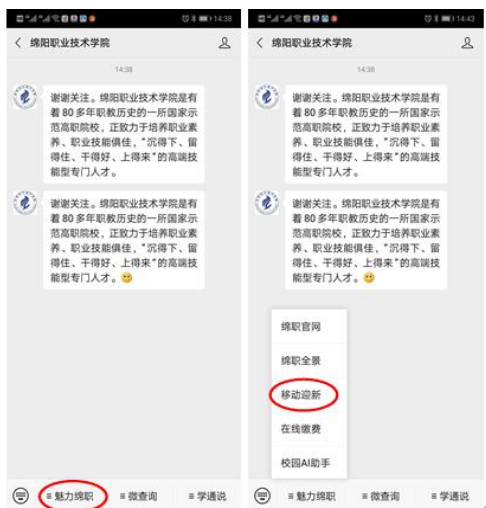 14:38
绵阳职业技术学院
14:38
谢谢关注。绵阳职业技术学院是有
着80多年职教历史的一所国家示
范高职院校，正致力于培养职业素
养、职业技能俱佳，“沉得下、留
得住、干得好、上得来”的高端技
能型专门人才。
谢谢关注。绵阳职业技术学院是有
着80多年职教历史的一所国家示
范高职院校，正致力于培养职业素
养、职业技能俱佳，“沉得下、留
得住、干得好、上得来”的高端技
能型专门人才。
魅力绵职 微查询 学通说
14:43
绵阳职业技术学院
14:38
谢谢关注。绵阳职业技术学院是有
着80多年职教历史的一所国家示
范高职院校，正致力于培养职业素
养、职业技能俱佳，“沉得下、留
得住、干得好、上得来”的高端技
能型专门人才。
谢谢关注。绵阳职业技术学院是有
着80多年职教历史的一所国家示
范高职院校，正致力于培养职业素
养、职业技能俱佳，“沉得下、留
得住、干得好、上得来”的高端技
能型专门人才。
绵职官网
绵职全景
移动迎新
在线缴费
校园AI助手
魅力绵职 微查询 学通说